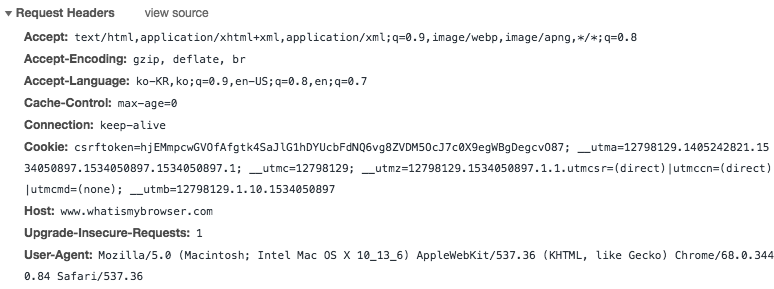 Request Headers view source
Accept: text/html,application/xhtml+xml,application/xml;q=0.9,image/webp,image/apng,*/*;q=0.8
Accept-Encoding: gzip, deflate, br
Accept-Language: ko-KR,ko;q=0.9,en-US;q=0.8,en;q=0.7
Cache-Control: max-age=0
Connection: keep-alive
Cookie: csrftoken=hjEMmpcwGVOfAfgtk4SaJlG1hDYUcbFdNQ6vg8ZVDM5OcJ7c0X9egWBgDegcvO87; __utma=12798129.1405242821.15
34050897.1534050897.1534050897.1; __utmc=12798129; __utmz=12798129.1534050897.1.1.utmcsr=(direct)|utmccn=(direct)
|utmcmd=(none); __utmb=12798129.1.10.1534050897
Host: www.whatismybrowser.com
Upgrade-Insecure-Requests: 1
User-Agent: Mozilla/5.0 (Macintosh; Intel Mac OS X 10_13_6) AppleWebKit/537.36 (KHTML, like Gecko) Chrome/68.0.344
0.84 Safari/537.36